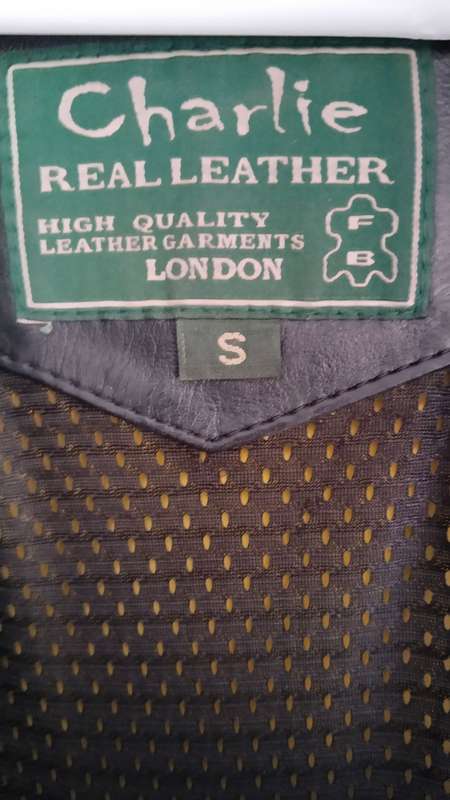 Charlie
REAL LEATHER
HIGH QUALITY
LEATHER GARMENTS
LONDON
F
B
S